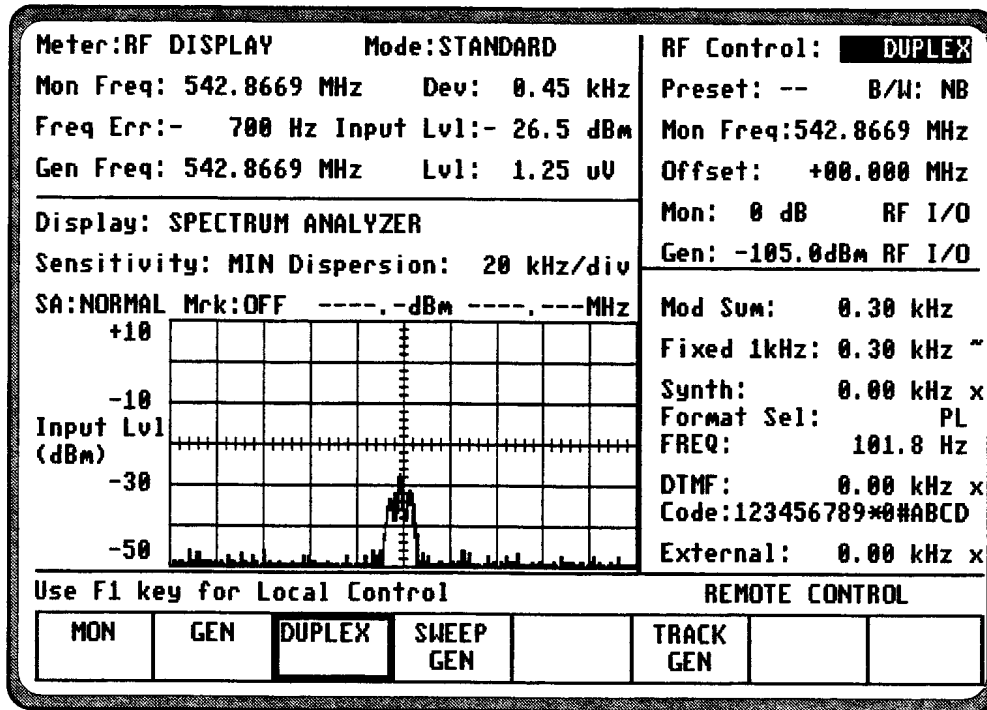 Meter:RF DISPLAY Mode:STANDARD
Mon Freq: 542.8669 MHz Dev: 0.45 kHz
Freq Err:- 700 Hz Input Lvl:- 26.5 dBm
Gen Freq: 542.8669 MHz Lvl: 1.25 uV
Display: SPECTRUM ANALYZER
Sensitivity: MIN Dispersion: 20 kHz/div
SA:NORMAL Mrk:OFF ----.-dBm ----.---MHz
+10
-10
Input Lvl
(dBm)
-30
-50
RF Control: DUPLEX
Preset: -- B/W: NB
Mon Freq:542.8669 MHz
Offset: +00.000 MHz
Mon: 0 dB RF I/O
Gen: -105.0dBm RF I/O
Mod Sum: 0.30 kHz
Fixed 1kHz: 0.30 kHz ~
Synth: 0.00 kHz x
Format Sel: PL
FREQ: 101.8 Hz
DTMF: 0.00 kHz x
Code:123456789*0#ABCD
External: 0.00 kHz x
Use F1 key for Local Control REMOTE CONTROL
MON GEN DUPLEX SWEEP GEN TRACK GEN